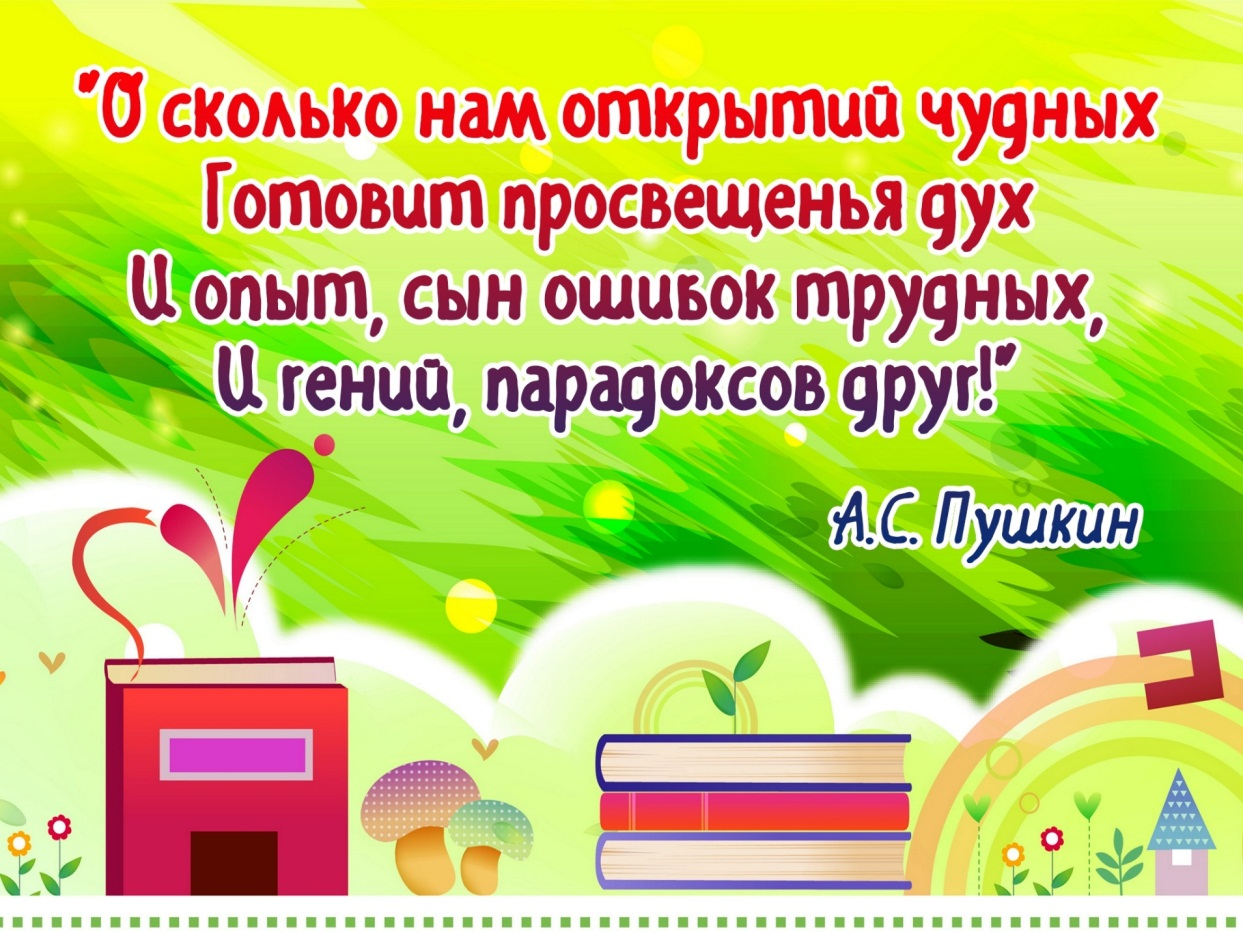 "О сколько нам открытий чудных
Готовит просвещенья дух
И опыт, сын ошибок трудных,
И гений, парадоксов друг!"
А.С. Пушкин